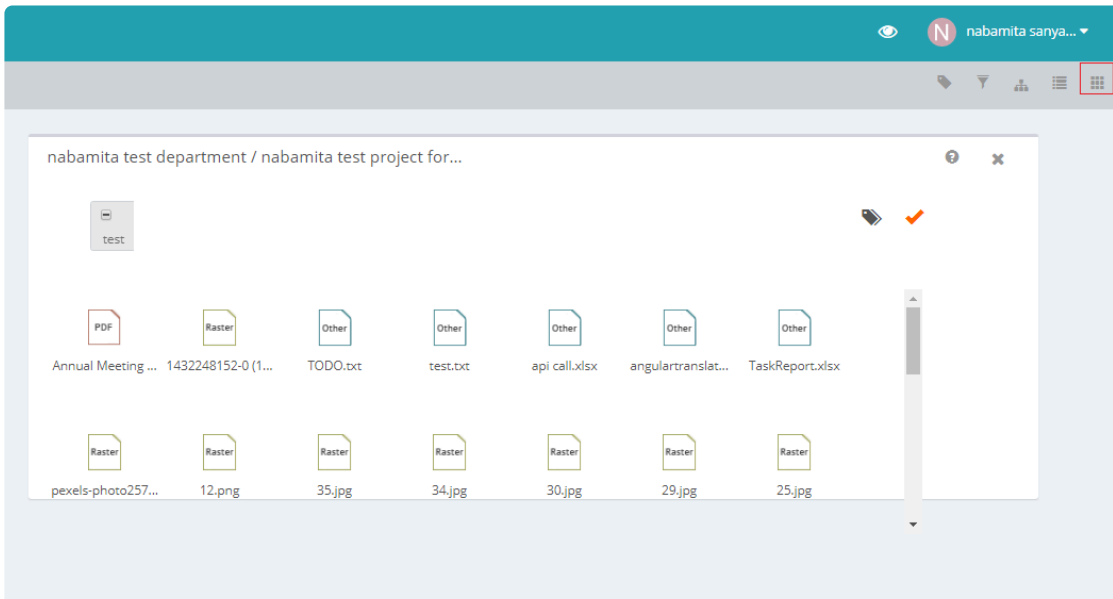 N nabamita sanya...
nabamita test department / nabamita test project for...
test
PDF Raster Other Other Other Other Other
Annual Meeting ... 1432248152-0 (1... TODO.txt test.txt api call.xlsx angulartranslat... TaskReport.xlsx
Raster Raster Raster Raster Raster Raster Raster
pexels-photo257... 12.png 35.jpg 34.jpg 30.jpg 29.jpg 25.jpg